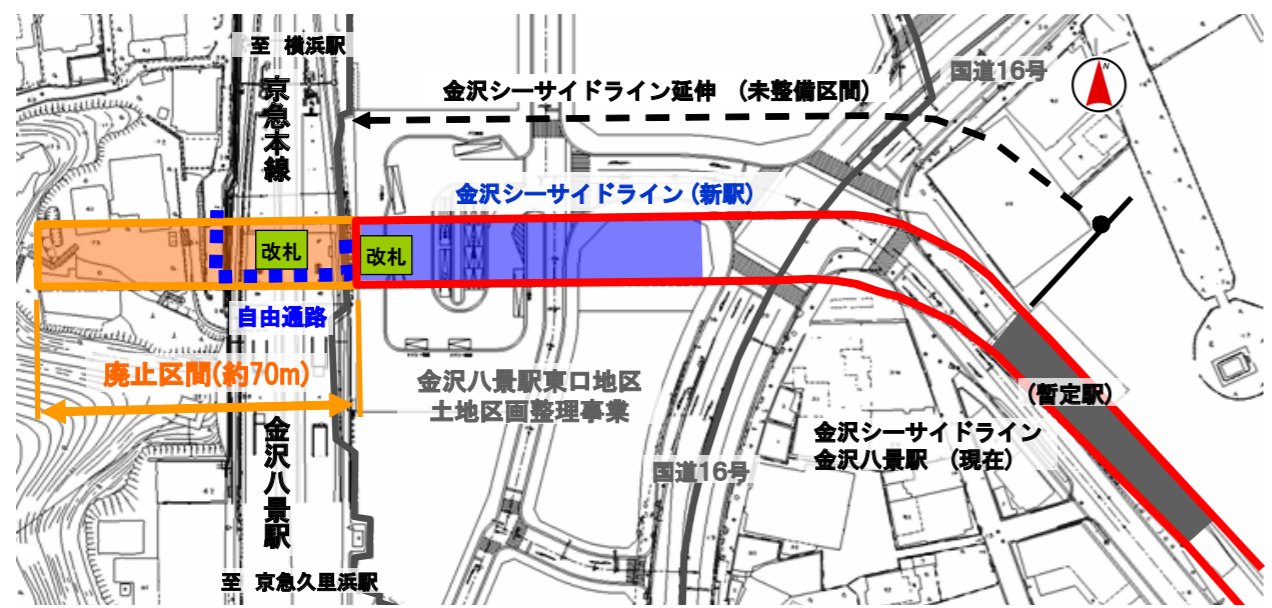 至 横浜駅
京急本線
金沢シーサイドライン延伸 (未整備区間)
国道16号
N
金沢シーサイドライン(新駅)
改札
改札
自由通路
廃止区間(約70m)
金沢八景駅東口地区
土地区画整理事業
(暫定駅)
金沢シーサイドライン
金沢八景駅 (現在)
国道16号
金沢八景駅
至 京急久里浜駅